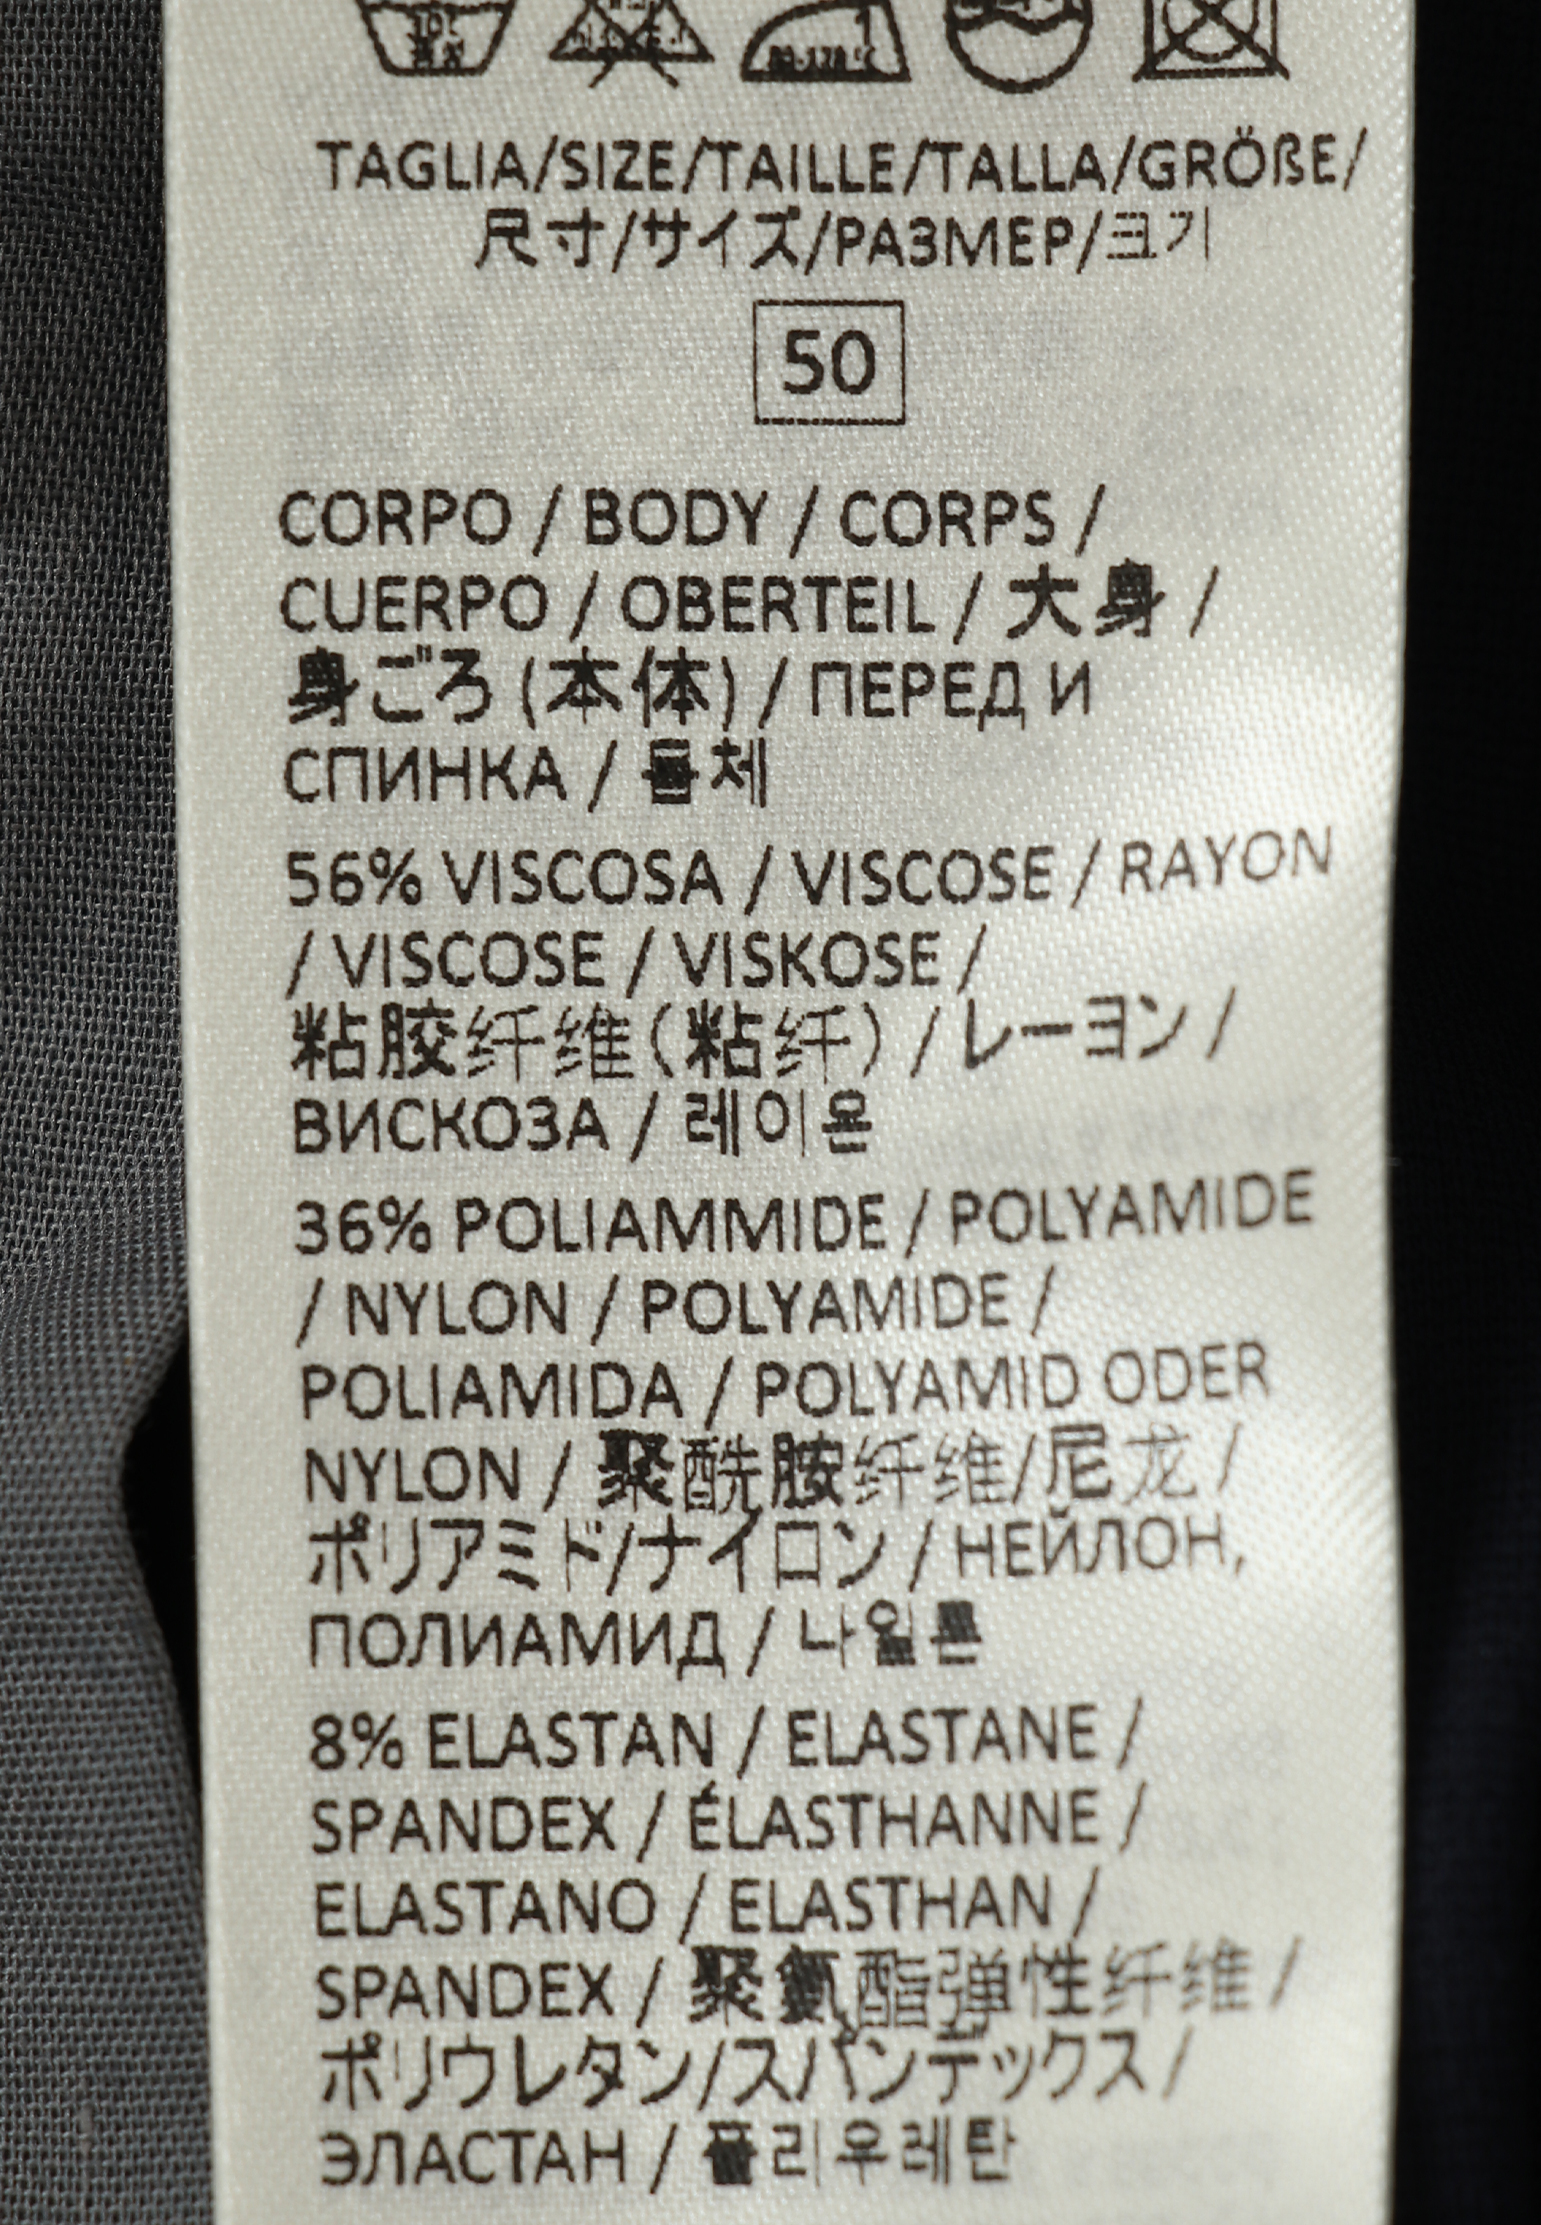 TAGLIA/SIZE/TAILLE/TALLA/GRÖßE/
尺寸/サイズ/РАЗМЕР/크기
50
CORPO / BODY / CORPS /
CUERPO / OBERTEIL / 大身 /
身ごろ (本体) / ПЕРЕД И
СПИНКА / 몸체
56% VISCOSA / VISCOSE / RAYON
/ VISCOSE / VISKOSE /
粘胶纤维(粘纤) / レーヨン /
ВИСКОЗА / 레이온
36% POLIAMMIDE / POLYAMIDE
/ NYLON / POLYAMIDE /
POLIAMIDA / POLYAMID ODER
NYLON / 聚酰胺纤维/尼龙 /
ポリアミド/ナイロン / НЕЙЛОН,
ПОЛИАМИД / 나일론
8% ELASTAN / ELASTANE /
SPANDEX / ÉLASTHANNE /
ELASTANO / ELASTHAN /
SPANDEX / 聚氨酯弹性纤维 /
ポリウレタン/スパンデックス /
ЭЛАСТАН / 폴리우레탄